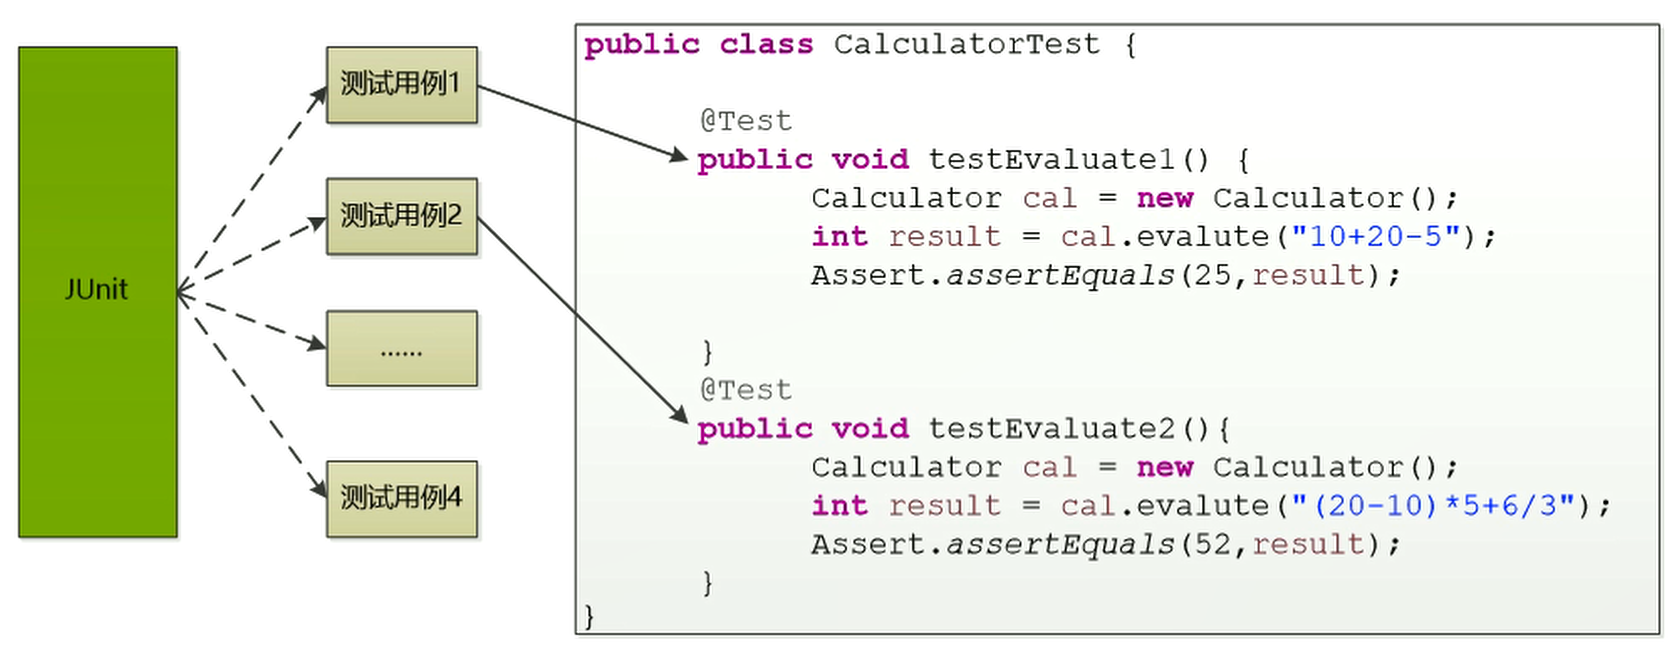 JUnit
测试用例1
测试用例2
......
测试用例4
public class CalculatorTest {
@Test
public void testEvaluate1() {
Calculator cal = new Calculator();
int result = cal.evalute("10+20-5");
Assert.assertEquals(25,result);
}
@Test
public void testEvaluate2(){
Calculator cal = new Calculator();
int result = cal.evalute("(20-10)*5+6/3");
Assert.assertEquals(52,result);
}
}